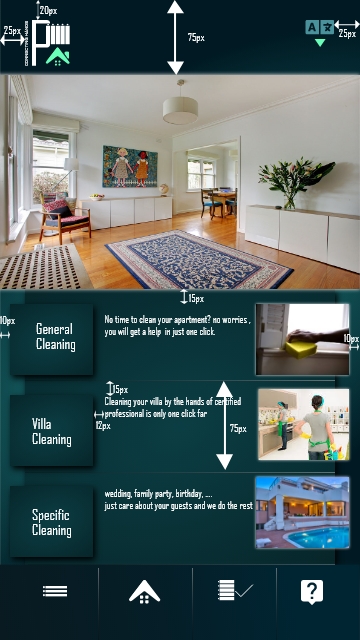 20px
25px
75px
A
25px
15px
10px
General
Cleaning
No time to clean your apartment? no worries ,
you will get a help in just one click.
10px
15px
Villa
Cleaning
Cleaning your villa by the hands of certified
professional is only one click far
12px
75px
Specific
Cleaning
wedding, family party, birthday, ....
just care about your guests and we do the rest
?